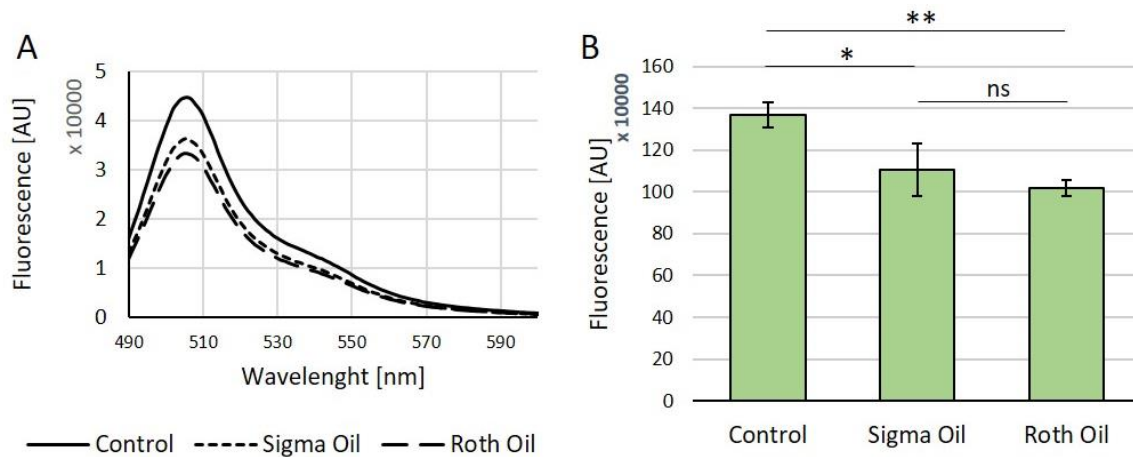 A
Fluorescence [AU]
x 10000
5
4
3
2
1
0
490 510 530 550 570 590
Wavelenght [nm]
Control Sigma Oil Roth Oil
B
Fluorescence [AU]
x 10000
**
*
ns
160
140
120
100
80
60
40
20
0
Control Sigma Oil Roth Oil